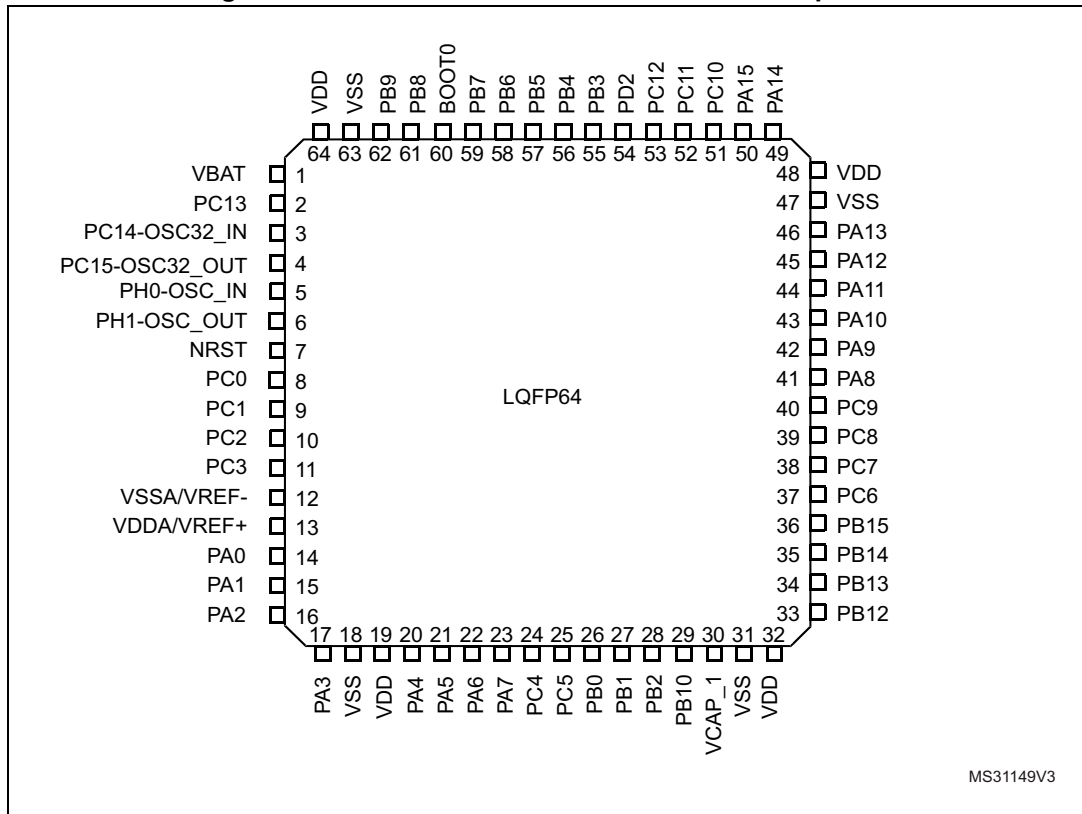 VDD VSS PB9 PB8 BOOT0 PB7 PB6 PB5 PB4 PB3 PD2 PC12 PC11 PC10 PA15 PA14
64 63 62 61 60 59 58 57 56 55 54 53 52 51 50 49
VBAT 1 48 VDD
PC13 2 47 VSS
PC14-OSC32_IN 3 46 PA13
PC15-OSC32_OUT 4 45 PA12
PH0-OSC_IN 5 44 PA11
PH1-OSC_OUT 6 43 PA10
NRST 7 42 PA9
PC0 8 41 PA8
LQFP64
PC1 9 40 PC9
PC2 10 39 PC8
PC3 11 38 PC7
VSSA/VREF- 12 37 PC6
VDDA/VREF+ 13 36 PB15
PA0 14 35 PB14
PA1 15 34 PB13
PA2 16 33 PB12
17 18 19 20 21 22 23 24 25 26 27 28 29 30 31 32
PA3 VSS VDD PA4 PA5 PA6 PA7 PC4 PC5 PB0 PB1 PB2 PB10 VCAP_1 VSS VDD
MS31149V3